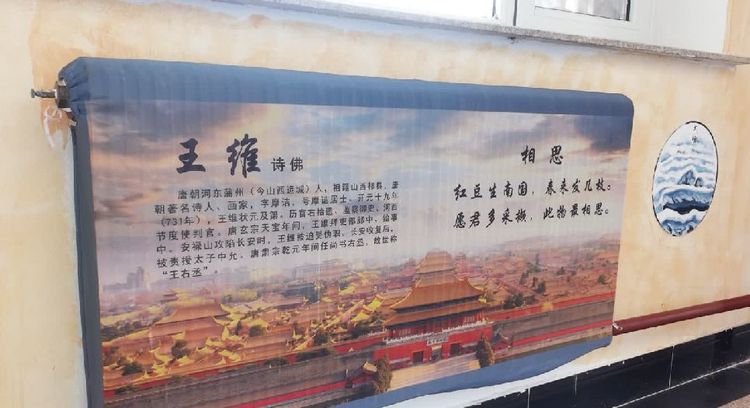 王维 诗佛
唐朝河东蒲州（今山西运城）人，祖籍山西祁县，唐
朝著名诗人、画家，字摩诘，号摩诘居士。开元十九年
（731年），王维状元及第。历官右拾遗、监察御史、河西
节度使判官。唐玄宗天宝年间，王维拜吏部郎中、给事
中。安禄山攻陷长安时，王维被迫受伪职。长安收复后，
被责授太子中允。唐肃宗乾元年间任尚书右丞，故世称
“王右丞”。
相思
红豆生南国，春来发几枝。
愿君多采撷，此物最相思。